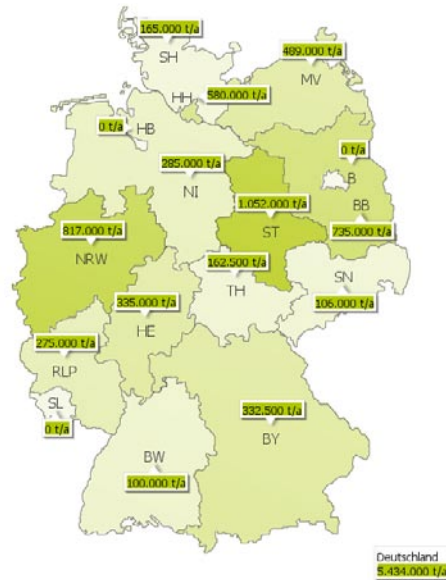 165.000 t/a
SH
489.000 t/a
MV
HH
580.000 t/a
0 t/a
HB
0 t/a
B
285.000 t/a
NI
BB
1.052.000 t/a
735.000 t/a
ST
817.000 t/a
NRW
162.500 t/a
TH
SN
106.000 t/a
335.000 t/a
HE
275.000 t/a
RLP
SL
0 t/a
332.500 t/a
BY
BW
100.000 t/a
Deutschland
5.434.000 t/a